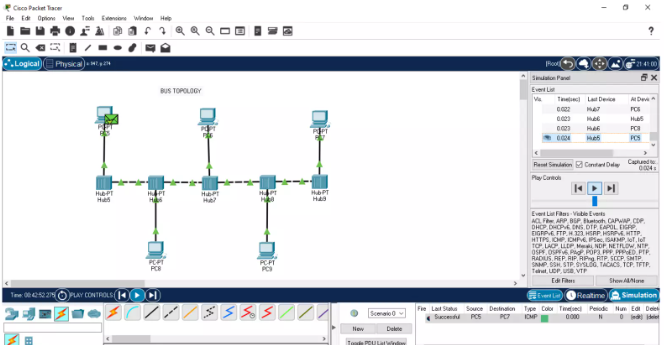 Cisco Packet Tracer
File Edit Options View Tools Extensions Window Help
?
Logical Physical x: 347, y: 274 [Root] 21:41:00
BUS TOPOLOGY
PC-PT
PC5
PC-PT
PC6
PC-PT
PC7
Hub-PT
Hub5
Hub-PT
Hub6
Hub-PT
Hub7
Hub-PT
Hub8
Hub-PT
Hub9
PC-PT
PC8
PC-PT
PC9
Simulation Panel
Event List
Vis. Time(sec) Last Device At Devic
0.022 Hub7 PC6
0.023 Hub6 Hub5
0.023 Hub6 PC8
0.024 Hub5 PC5
Reset Simulation Constant Delay Captured to:
0.024 s
Play Controls
Event List Filters - Visible Events
ACL Filter, ARP, BGP, Bluetooth, CAPWAP, CDP,
DHCP, DHCPv6, DNS, DTP, EAPOL, EIGRP,
EIGRPv6, FTP, H.323, HSRP, HSRPv6, HTTP,
HTTPS, ICMP, ICMPv6, IPSec, ISAKMP, IoT, IoT
TCP, LACP, LLDP, Meraki, NDP, NETFLOW, NTP,
OSPF, OSPFv6, PAgP, POP3, PPP, PPPoED, PTP,
RADIUS, REP, RIP, RIPng, RTP, SCCP, SMTP,
SNMP, SSH, STP, SYSLOG, TACACS, TCP, TFTP,
Telnet, UDP, USB, VTP
Edit Filters Show All/None
Time: 00:42:52.275 PLAY CONTROLS Event List Realtime Simulation
Scenario 0
New Delete
Toggle PDU List Window
Fire Last Status Source Destination Type Color Time(sec) Periodic Num Edit Delet
Successful PC5 PC7 ICMP 0.000 N 0 (edit) (delet